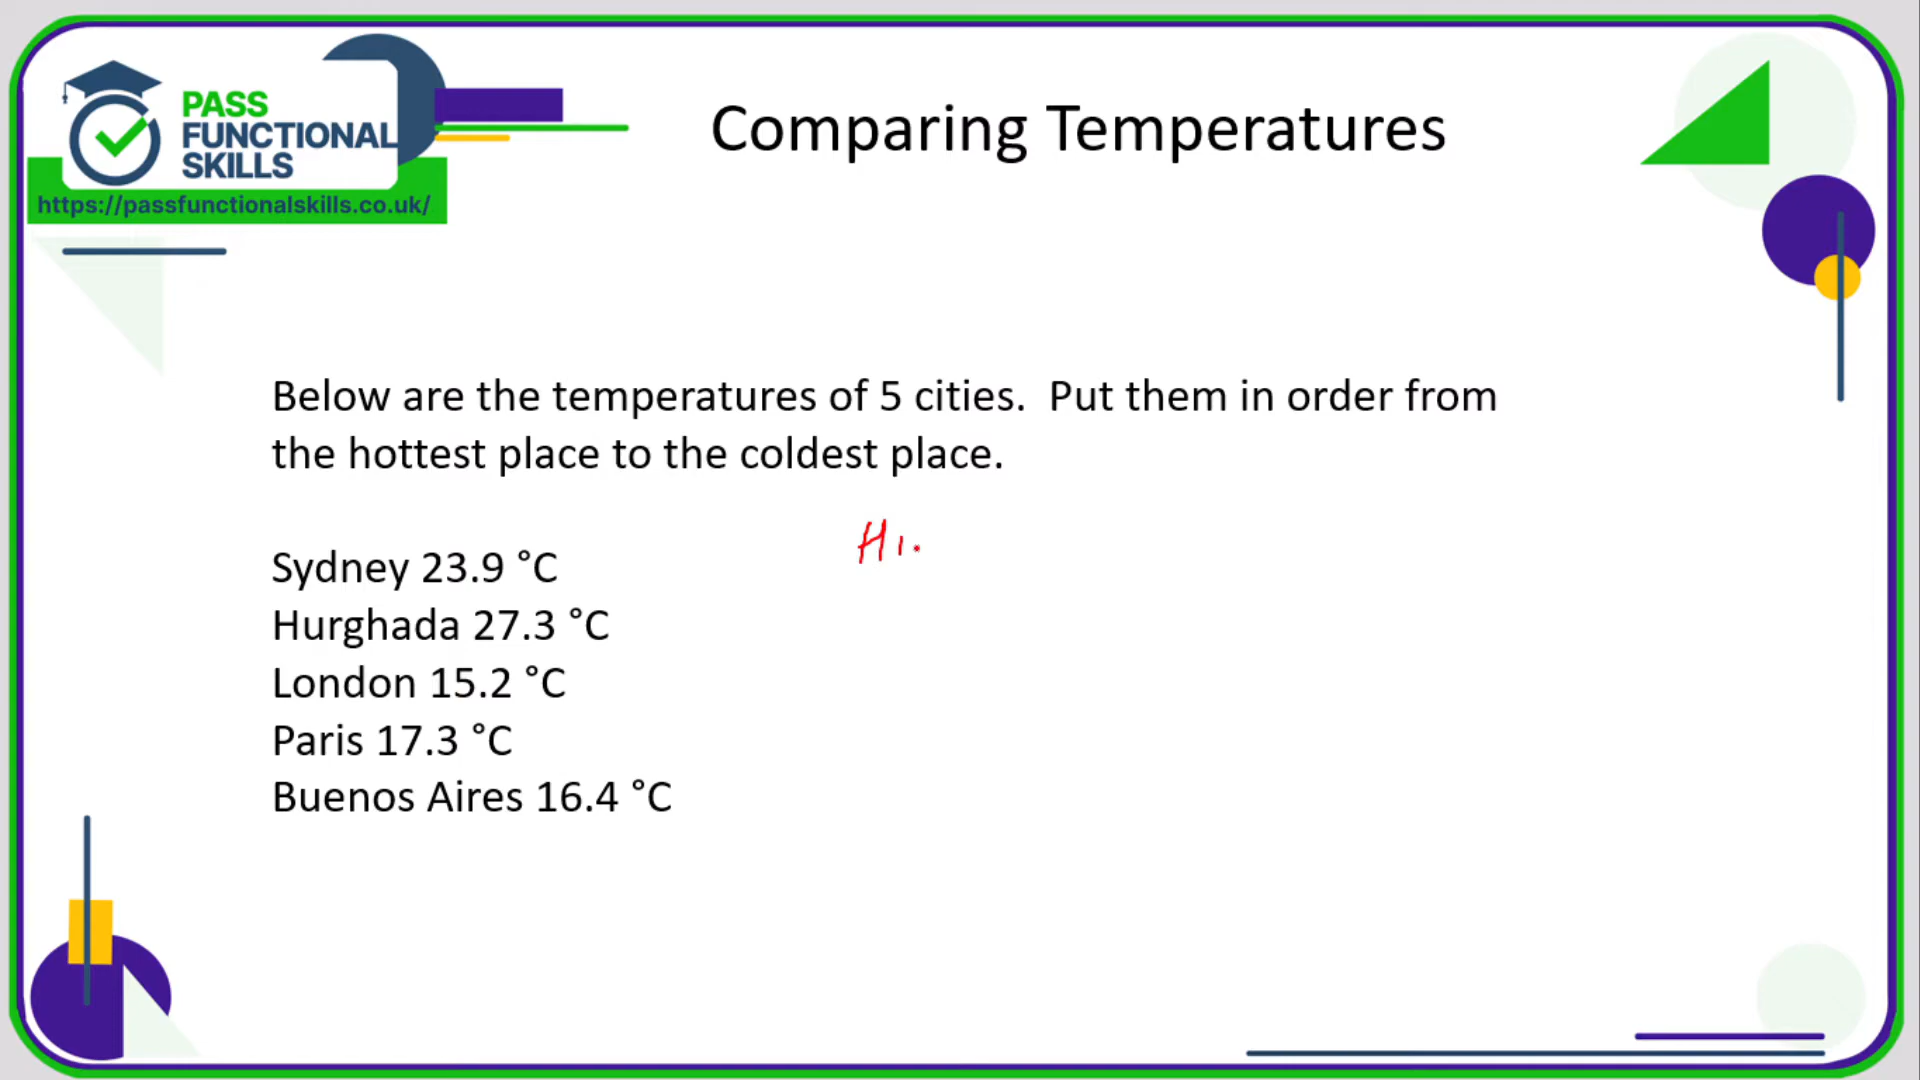 PASS
FUNCTIONAL
SKILLS
https://passfunctionalskills.co.uk/
Comparing Temperatures
Below are the temperatures of 5 cities.  Put them in order from
the hottest place to the coldest place.
Sydney 23.9 °C
Hurghada 27.3 °C
London 15.2 °C
Paris 17.3 °C
Buenos Aires 16.4 °C